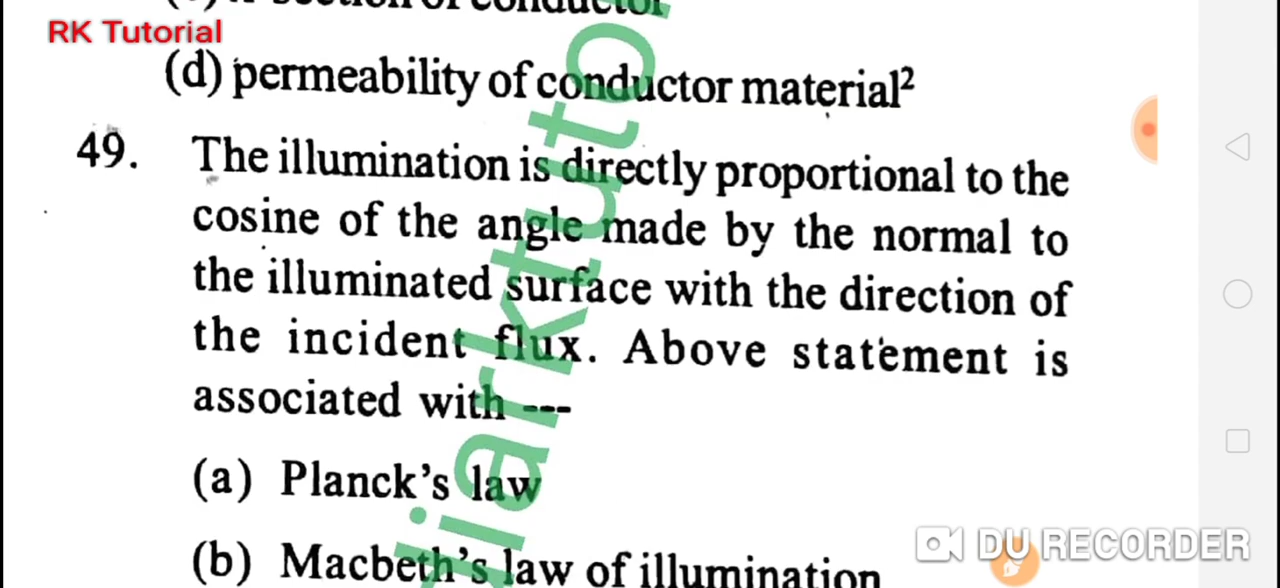 RK Tutorial
conductor
(d) permeability of conductor material²
49. The illumination is directly proportional to the
cosine of the angle made by the normal to
the illuminated surface with the direction of
the incident flux. Above statement is
associated with ---
(a) Planck's law
(b) Macbeth's law of illumination
DU RECORDER